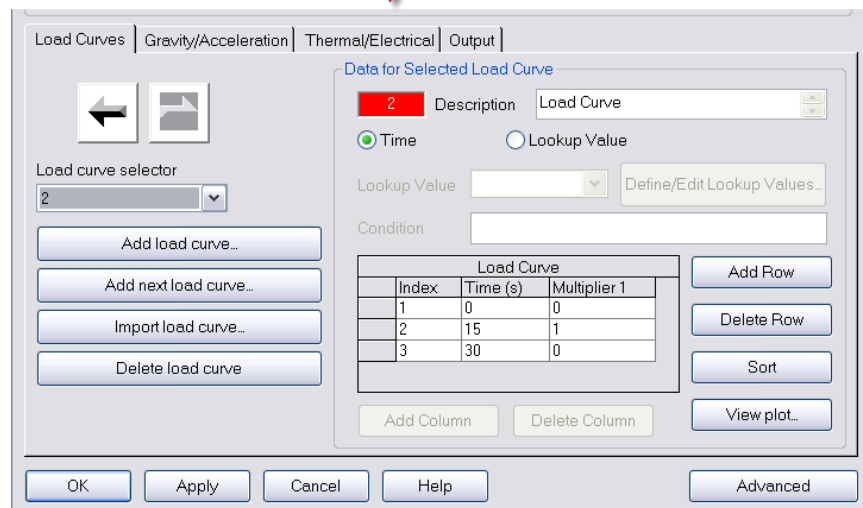 Load Curves Gravity/Acceleration Thermal/Electrical Output
Data for Selected Load Curve
2 Description Load Curve
Time Lookup Value
Load curve selector
2
Lookup Value Define/Edit Lookup Values...
Condition
Add load curve...
Add next load curve...
Import load curve...
Delete load curve
Load Curve
Index Time (s) Multiplier 1
1 0 0
2 15 1
3 30 0
Add Row
Delete Row
Sort
View plot...
Add Column Delete Column
OK Apply Cancel Help Advanced